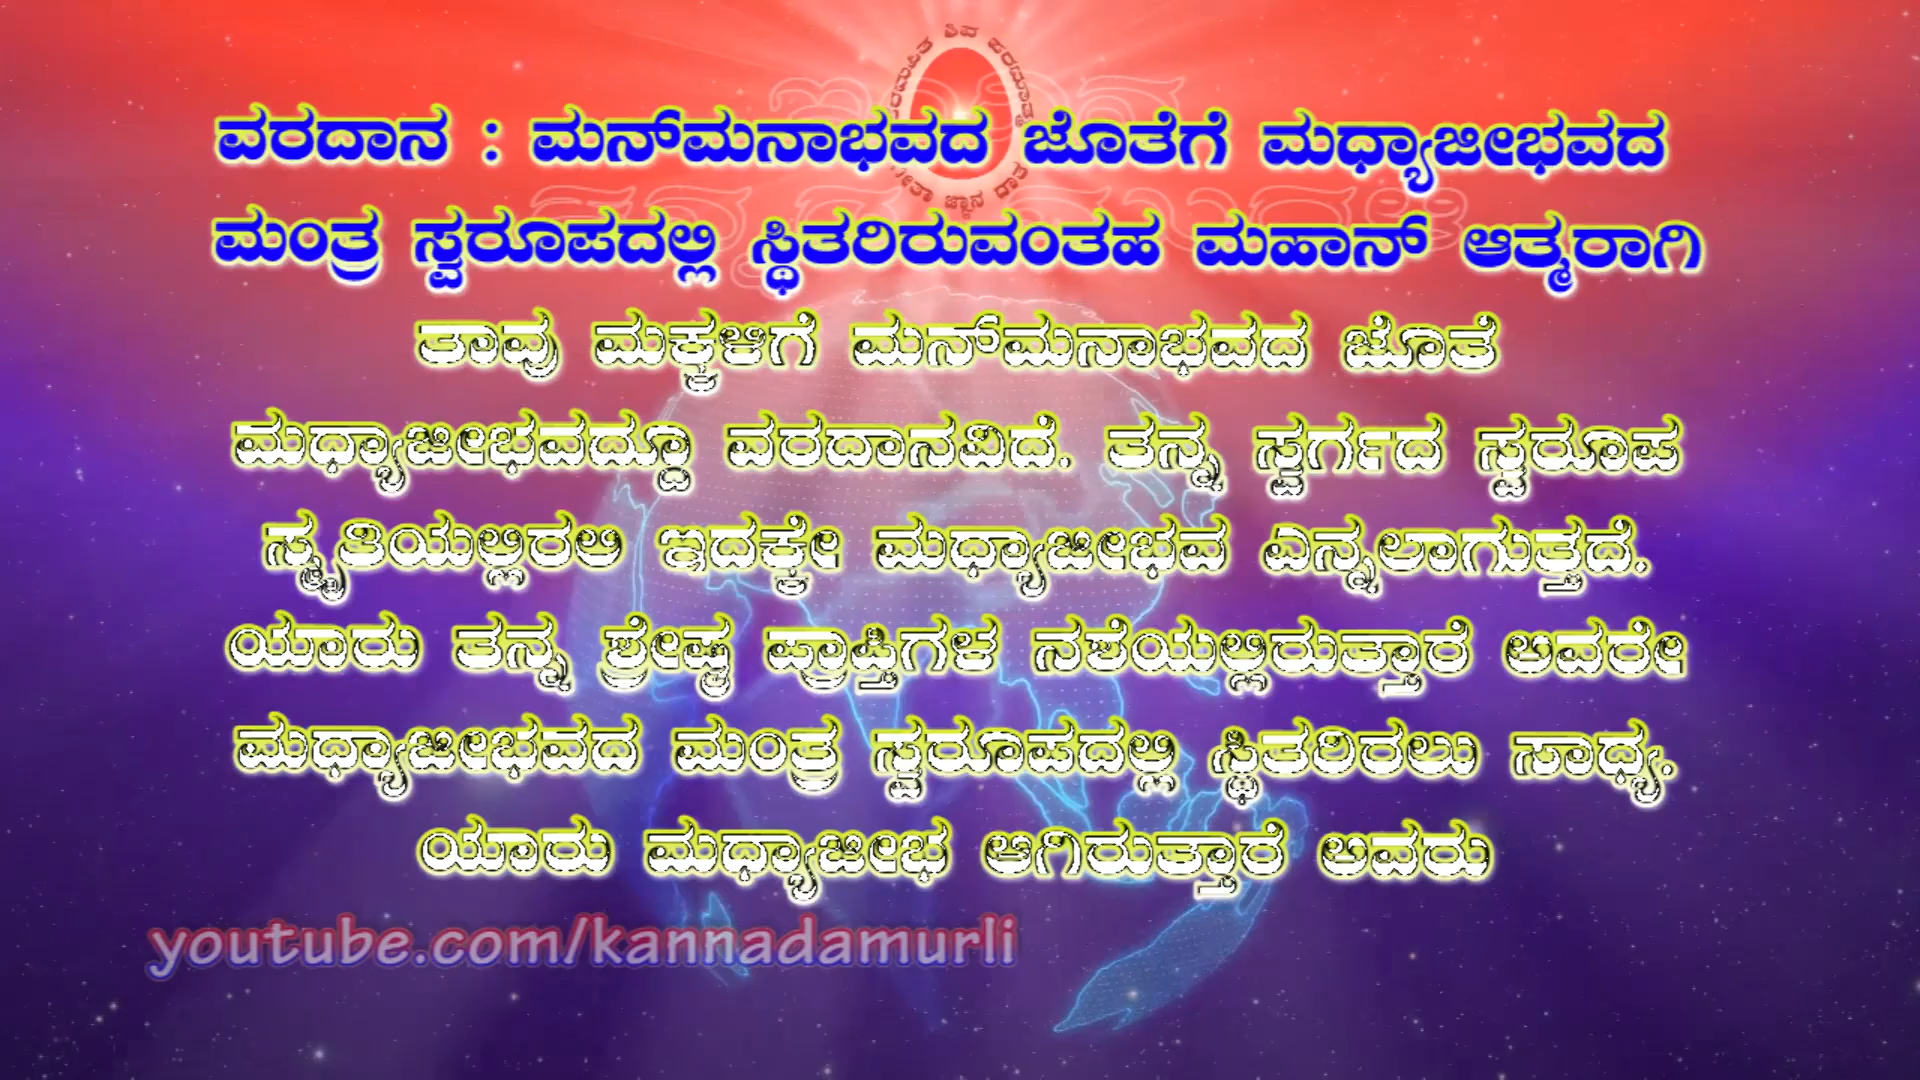 ವರದಾನ : ಮನ್‌ಮನಾಭವದ ಜೊತೆಗೆ ಮಧ್ಯಾಜೀಭವದ
ಮಂತ್ರ ಸ್ವರೂಪದಲ್ಲಿ ಸ್ಥಿತರಿರುವಂತಹ ಮಹಾನ್ ಆತ್ಮರಾಗಿ
ತಾವು ಮಕ್ಕಳಿಗೆ ಮನ್‌ಮನಾಭವದ ಜೊತೆ
ಮಧ್ಯಾಜೀಭವದ್ದೂ ವರದಾನವಿದೆ. ತನ್ನ ಸ್ವರ್ಗದ ಸ್ವರೂಪ
ಸ್ಮೃತಿಯಲ್ಲಿರಲಿ ಇದಕ್ಕೇ ಮಧ್ಯಾಜೀಭವ ಎನ್ನಲಾಗುತ್ತದೆ.
ಯಾರು ತನ್ನ ಶ್ರೇಷ್ಠ ಪ್ರಾಪ್ತಿಗಳ ನಶೆಯಲ್ಲಿರುತ್ತಾರೆ ಅವರೇ
ಮಧ್ಯಾಜೀಭವದ ಮಂತ್ರ ಸ್ವರೂಪದಲ್ಲಿ ಸ್ಥಿತರಿರಲು ಸಾಧ್ಯ.
ಯಾರು ಮಧ್ಯಾಜೀಭ ಆಗಿರುತ್ತಾರೆ ಅವರು
youtube.com/kannadamurli